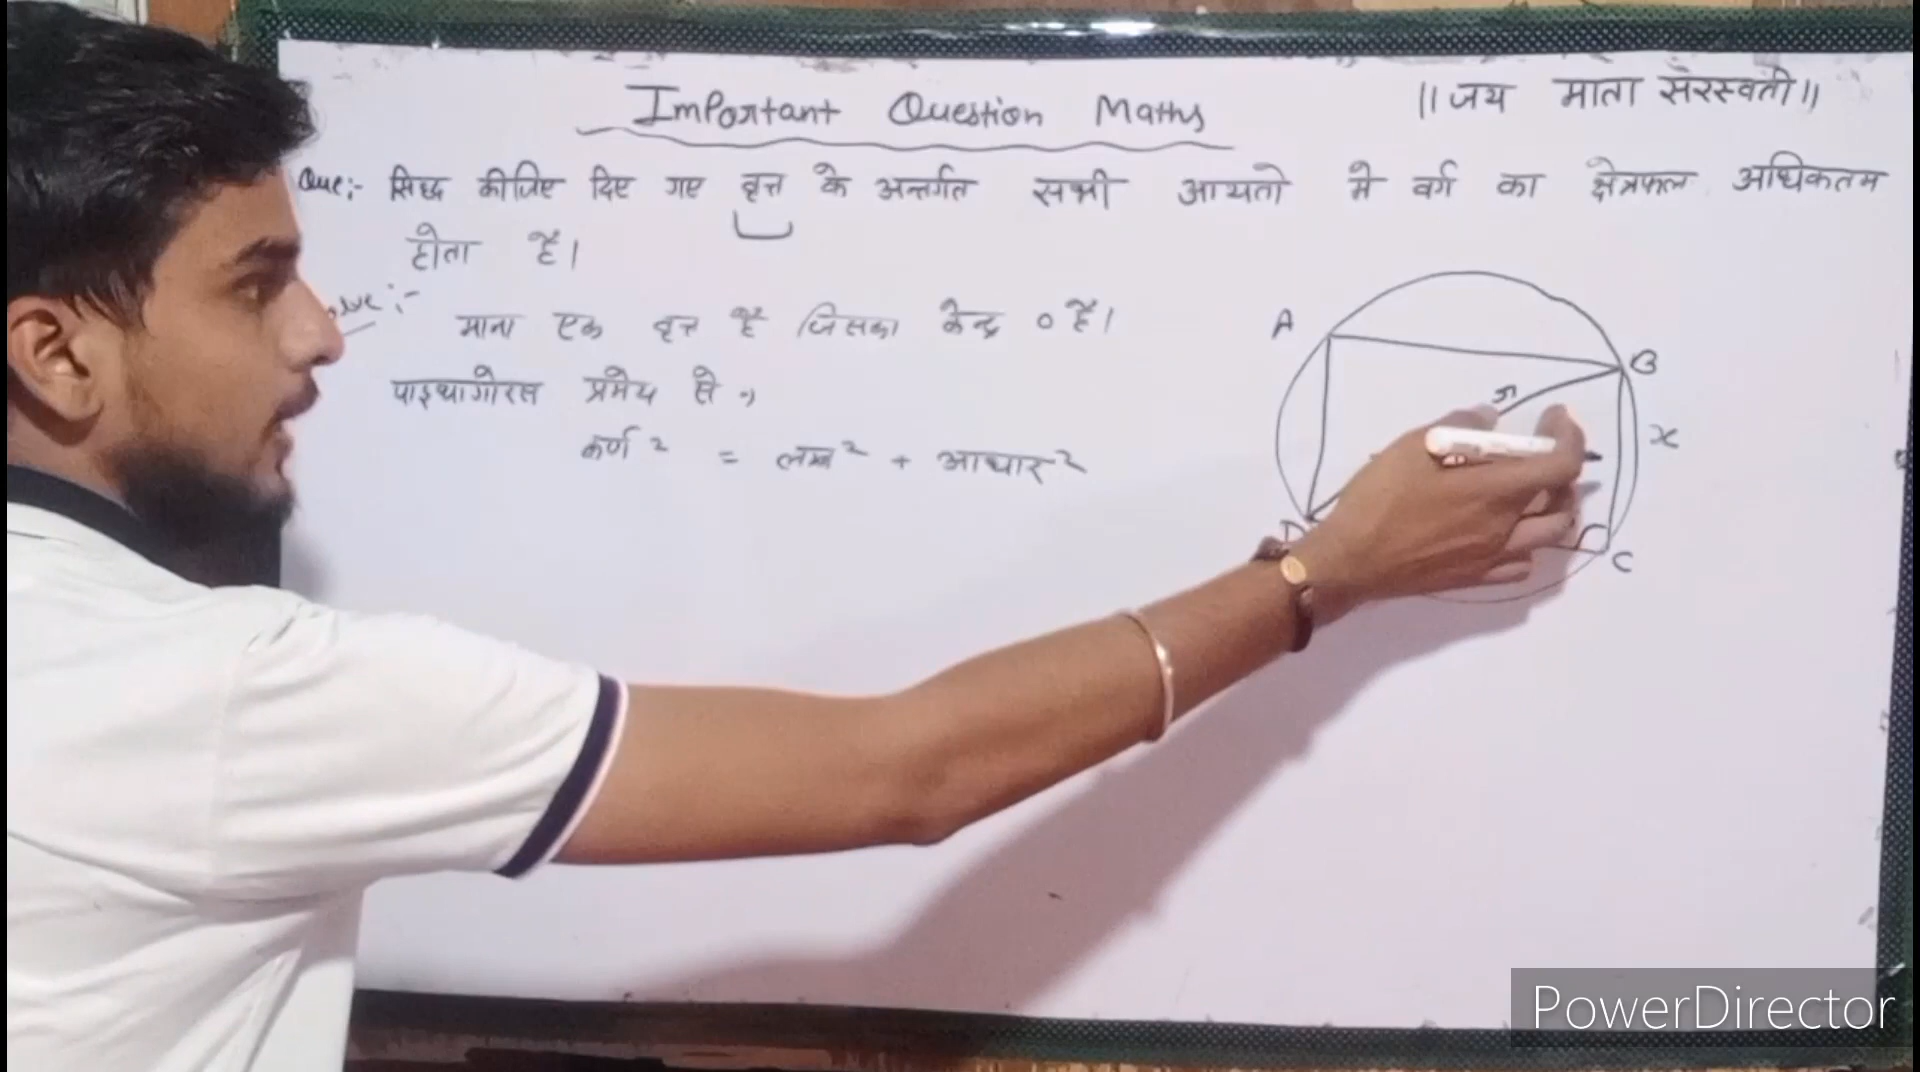 Important Question Maths
॥ जय माता सरस्वती ॥
Que:- सिद्ध कीजिए दिए गए वृत्त के अन्तर्गत सभी आयतो मे वर्ग का क्षेत्रफल अधिकतम
होता है।
माना एक वृत्त है जिसका केन्द्र O है।
पाइथागोरस प्रमेय से
कर्ण² = लम्ब² + आधार²
A
B
x
D
C
PowerDirector